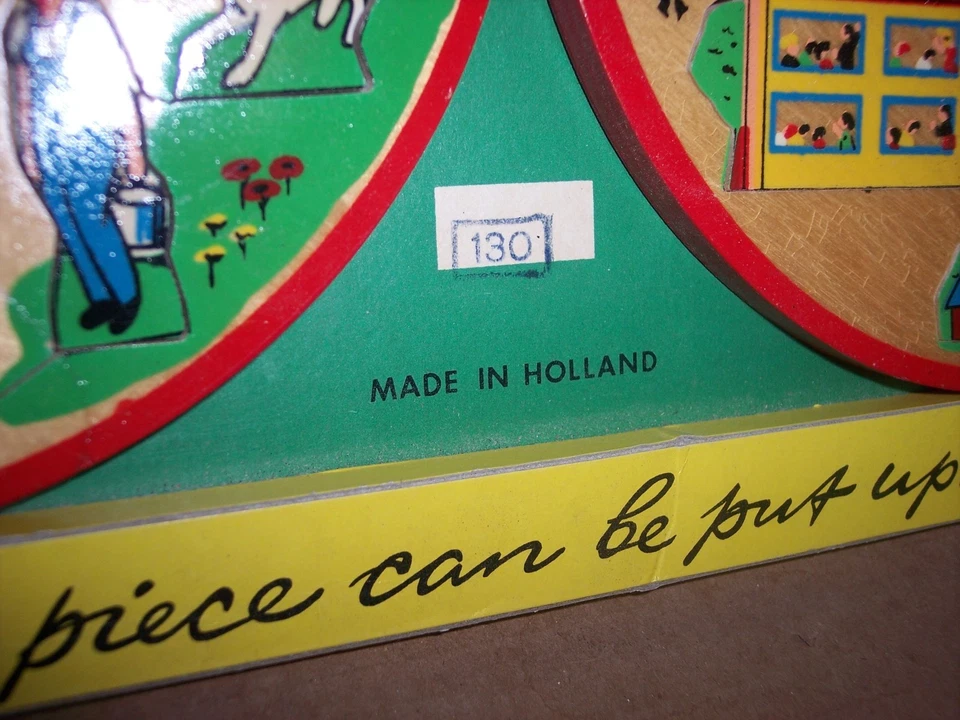 130
MADE IN HOLLAND
piece can be put up